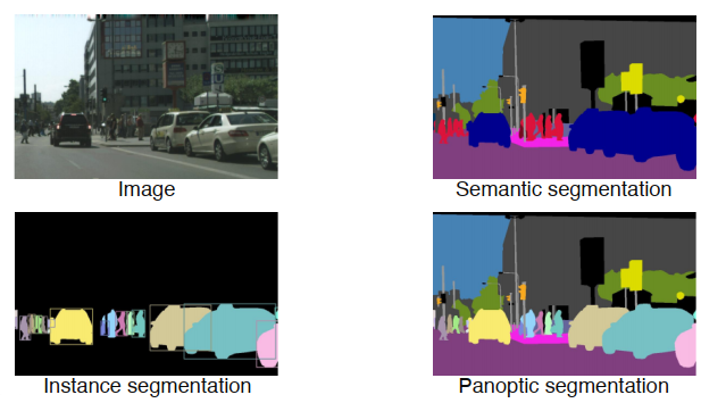 Image
Semantic segmentation
Instance segmentation
Panoptic segmentation